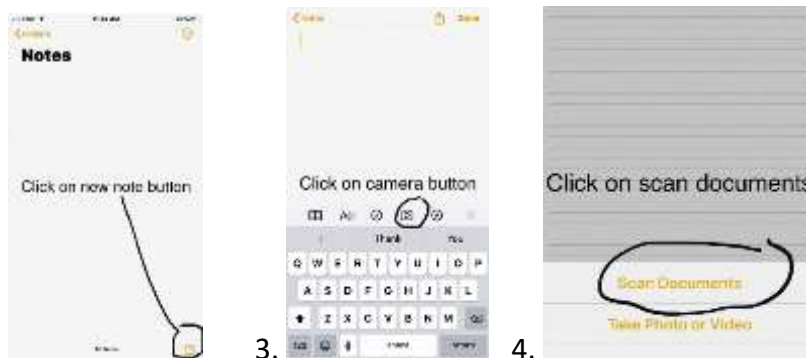 Notes
Click on new note button
3.
Click on camera button
Thank
You
Q W E R T Y U I O P
A S D F G H J K L
Z X C V B N M
4.
Click on scan documents
Scan Documents
Take Photo or Video